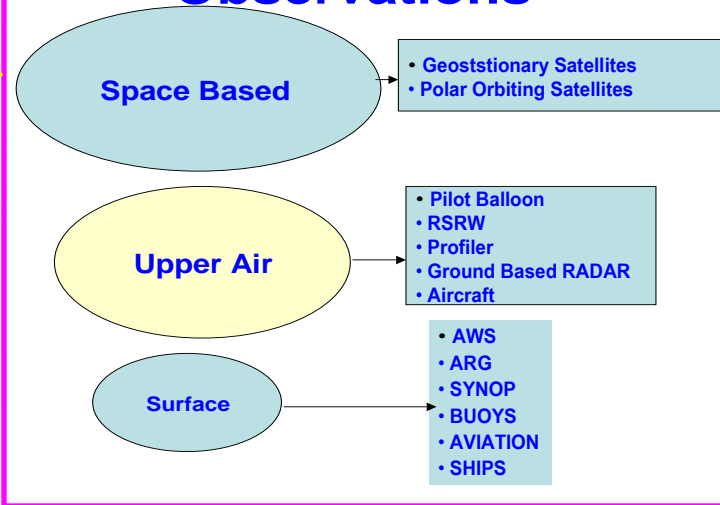 Observations
Space Based
• Geoststionary Satellites
• Polar Orbiting Satellites
Upper Air
• Pilot Balloon
• RSRW
• Profiler
• Ground Based RADAR
• Aircraft
Surface
• AWS
• ARG
• SYNOP
• BUOYS
• AVIATION
• SHIPS